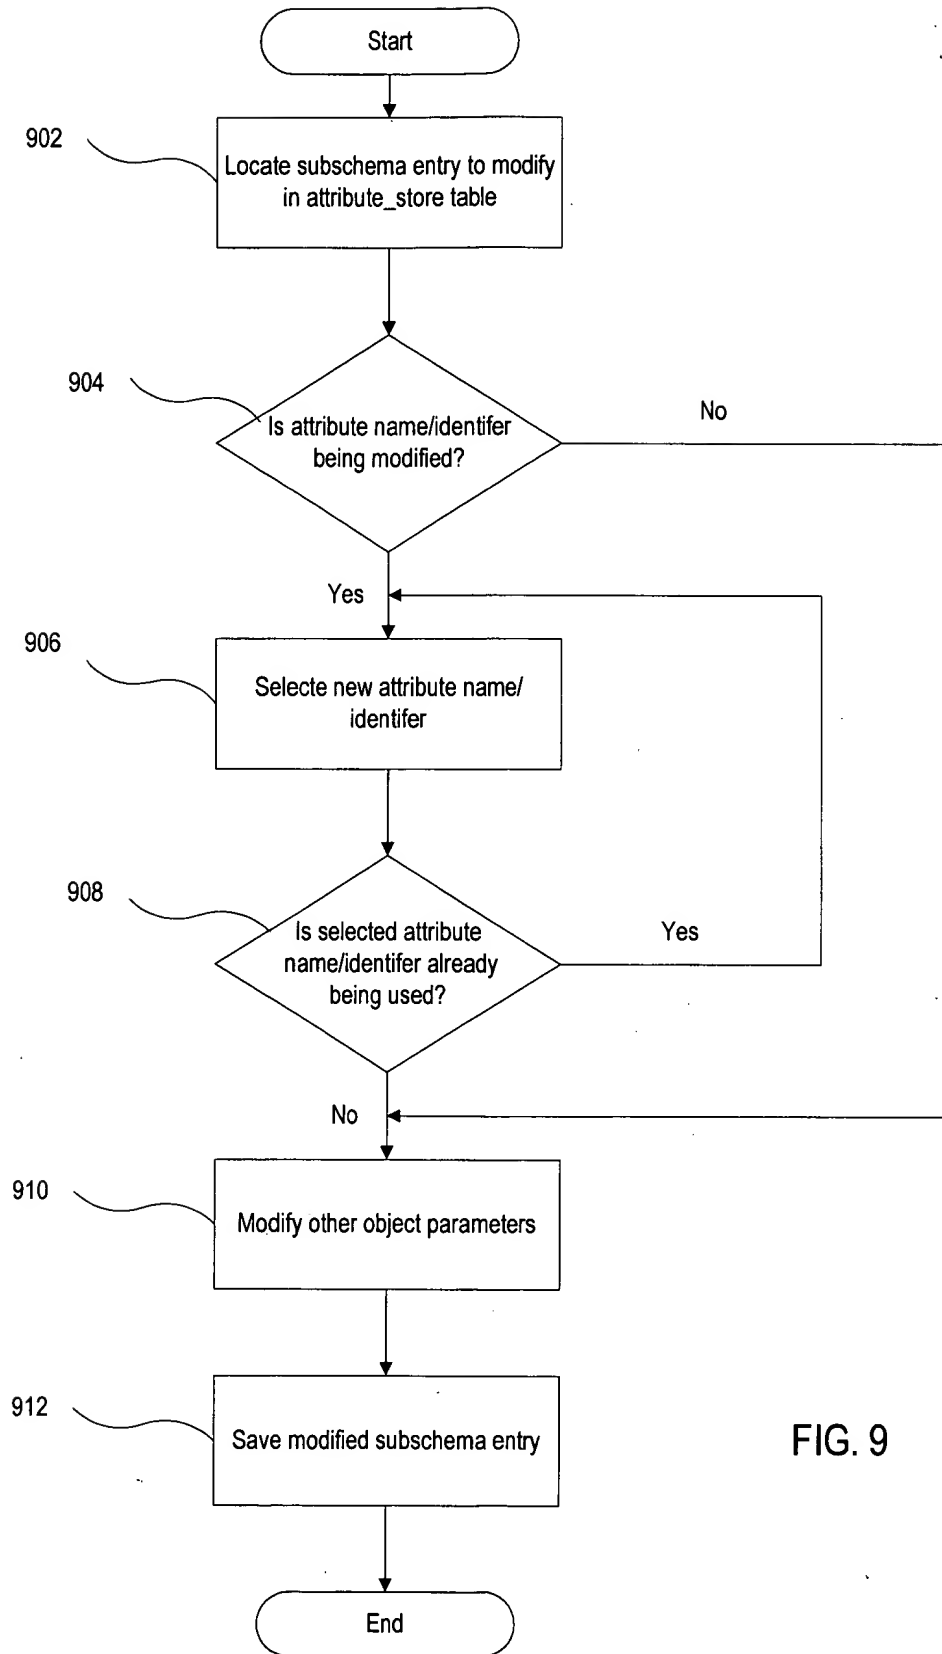 Start
902
Locate subschema entry to modify
in attribute_store table
904
Is attribute name/identifer
being modified?
No
Yes
906
Selecte new attribute name/
identifer
908
Is selected attribute
name/identifer already
being used?
Yes
No
910
Modify other object parameters
912
Save modified subschema entry
FIG. 9
End